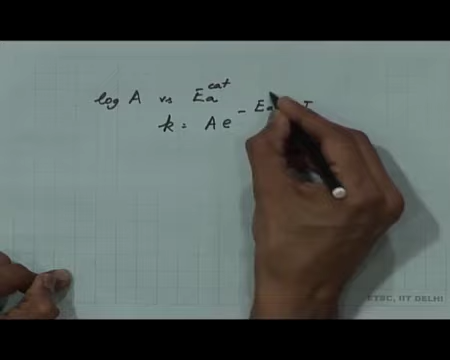 log A vs Ea^cat
k = A e^- Ea
ETSC, IIT DELHI